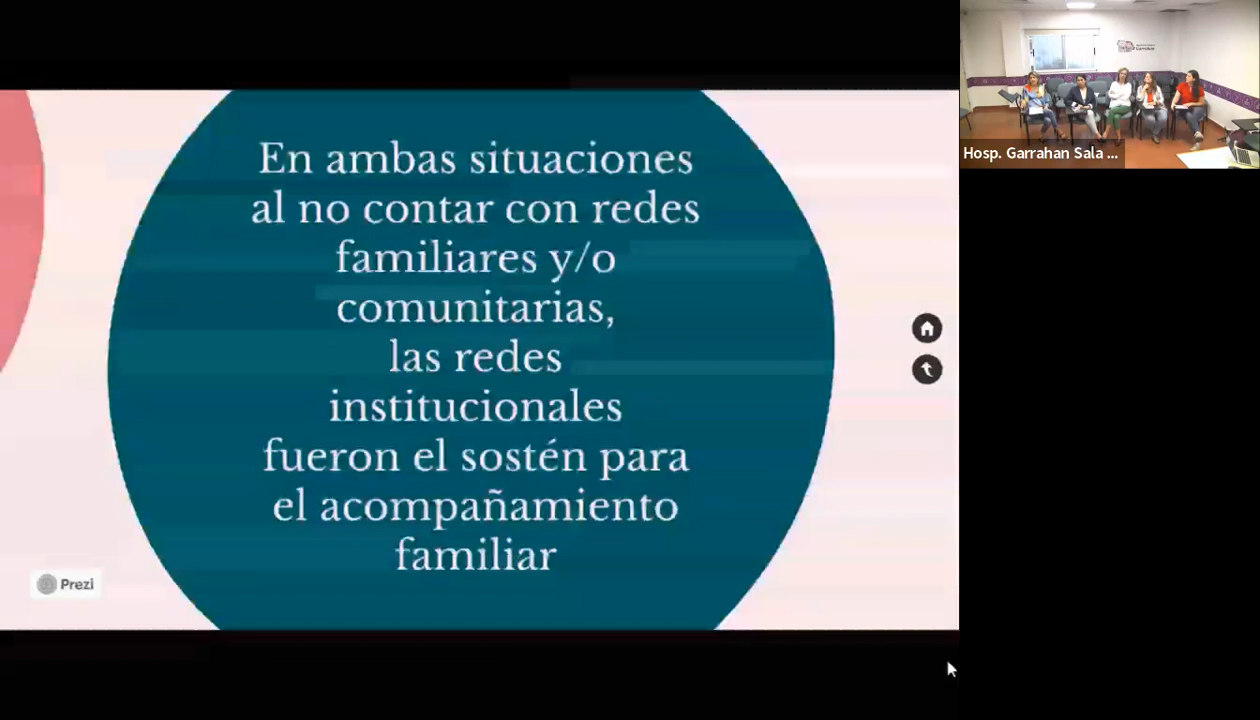 En ambas situaciones
al no contar con redes
familiares y/o
comunitarias,
las redes
institucionales
fueron el sostén para
el acompañamiento
familiar
Prezi
Hosp. Garrahan Sala ...